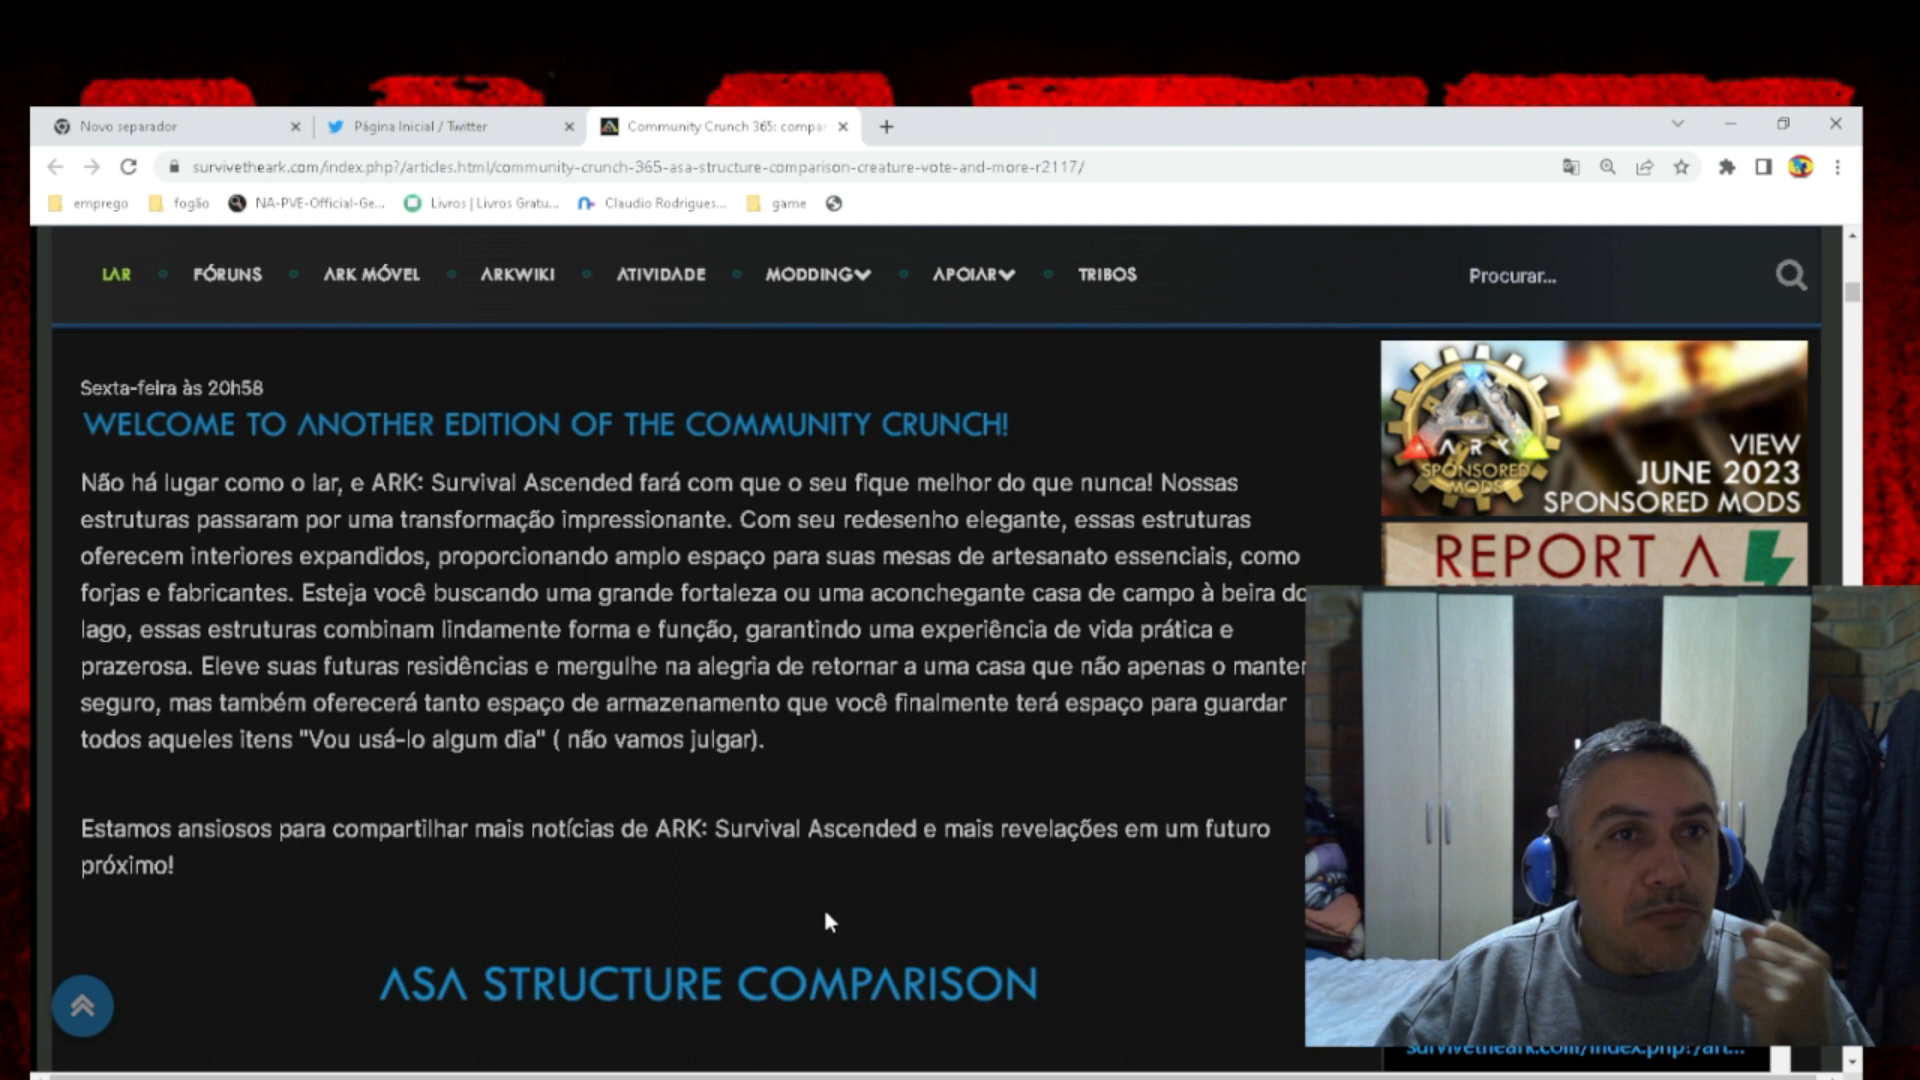 Novo separador
Página Inicial / Twitter
Community Crunch 365: compa
survivetheark.com/index.php?/articles.html/community-crunch-365-asa-structure-comparison-creature-vote-and-more-r2117/
emprego
fogão
NA-PVE-Official-Ge...
Livros | Livros Gratu...
Claudio Rodrigues...
game
LAR
FÓRUNS
ARK MÓVEL
ARKWIKI
ATIVIDADE
MODDING
APOIAR
TRIBOS
Procurar...
Sexta-feira às 20h58
WELCOME TO ANOTHER EDITION OF THE COMMUNITY CRUNCH!
Não há lugar como o lar, e ARK: Survival Ascended fará com que o seu fique melhor do que nunca! Nossas
estruturas passaram por uma transformação impressionante. Com seu redesenho elegante, essas estruturas
oferecem interiores expandidos, proporcionando amplo espaço para suas mesas de artesanato essenciais, como
forjas e fabricantes. Esteja você buscando uma grande fortaleza ou uma aconchegante casa de campo à beira do
lago, essas estruturas combinam lindamente forma e função, garantindo uma experiência de vida prática e
prazerosa. Eleve suas futuras residências e mergulhe na alegria de retornar a uma casa que não apenas o manter
seguro, mas também oferecerá tanto espaço de armazenamento que você finalmente terá espaço para guardar
todos aqueles itens "Vou usá-lo algum dia" ( não vamos julgar).
Estamos ansiosos para compartilhar mais notícias de ARK: Survival Ascended e mais revelações em um futuro
próximo!
ASA STRUCTURE COMPARISON
ARK
SPONSORED
MODS
VIEW
JUNE 2023
SPONSORED MODS
REPORT A
survivetheark.com/index.php?/art...